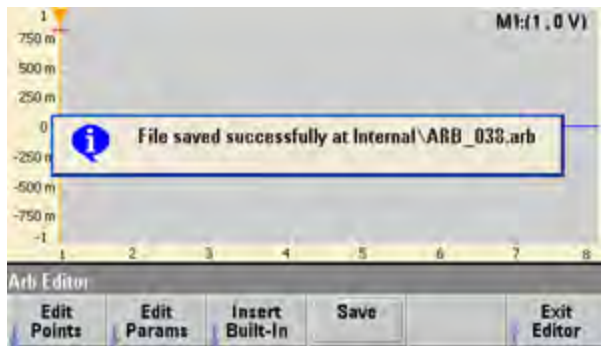 1
M1:(1.0 V)
750 m
500 m
250 m
0
File saved successfully at Internal\ARB_038.arb
-250 m
-500 m
-750 m
-1
1 2 3 4 5 6 7 8
Arb Editor
Edit Points
Edit Params
Insert Built-In
Save
Exit Editor